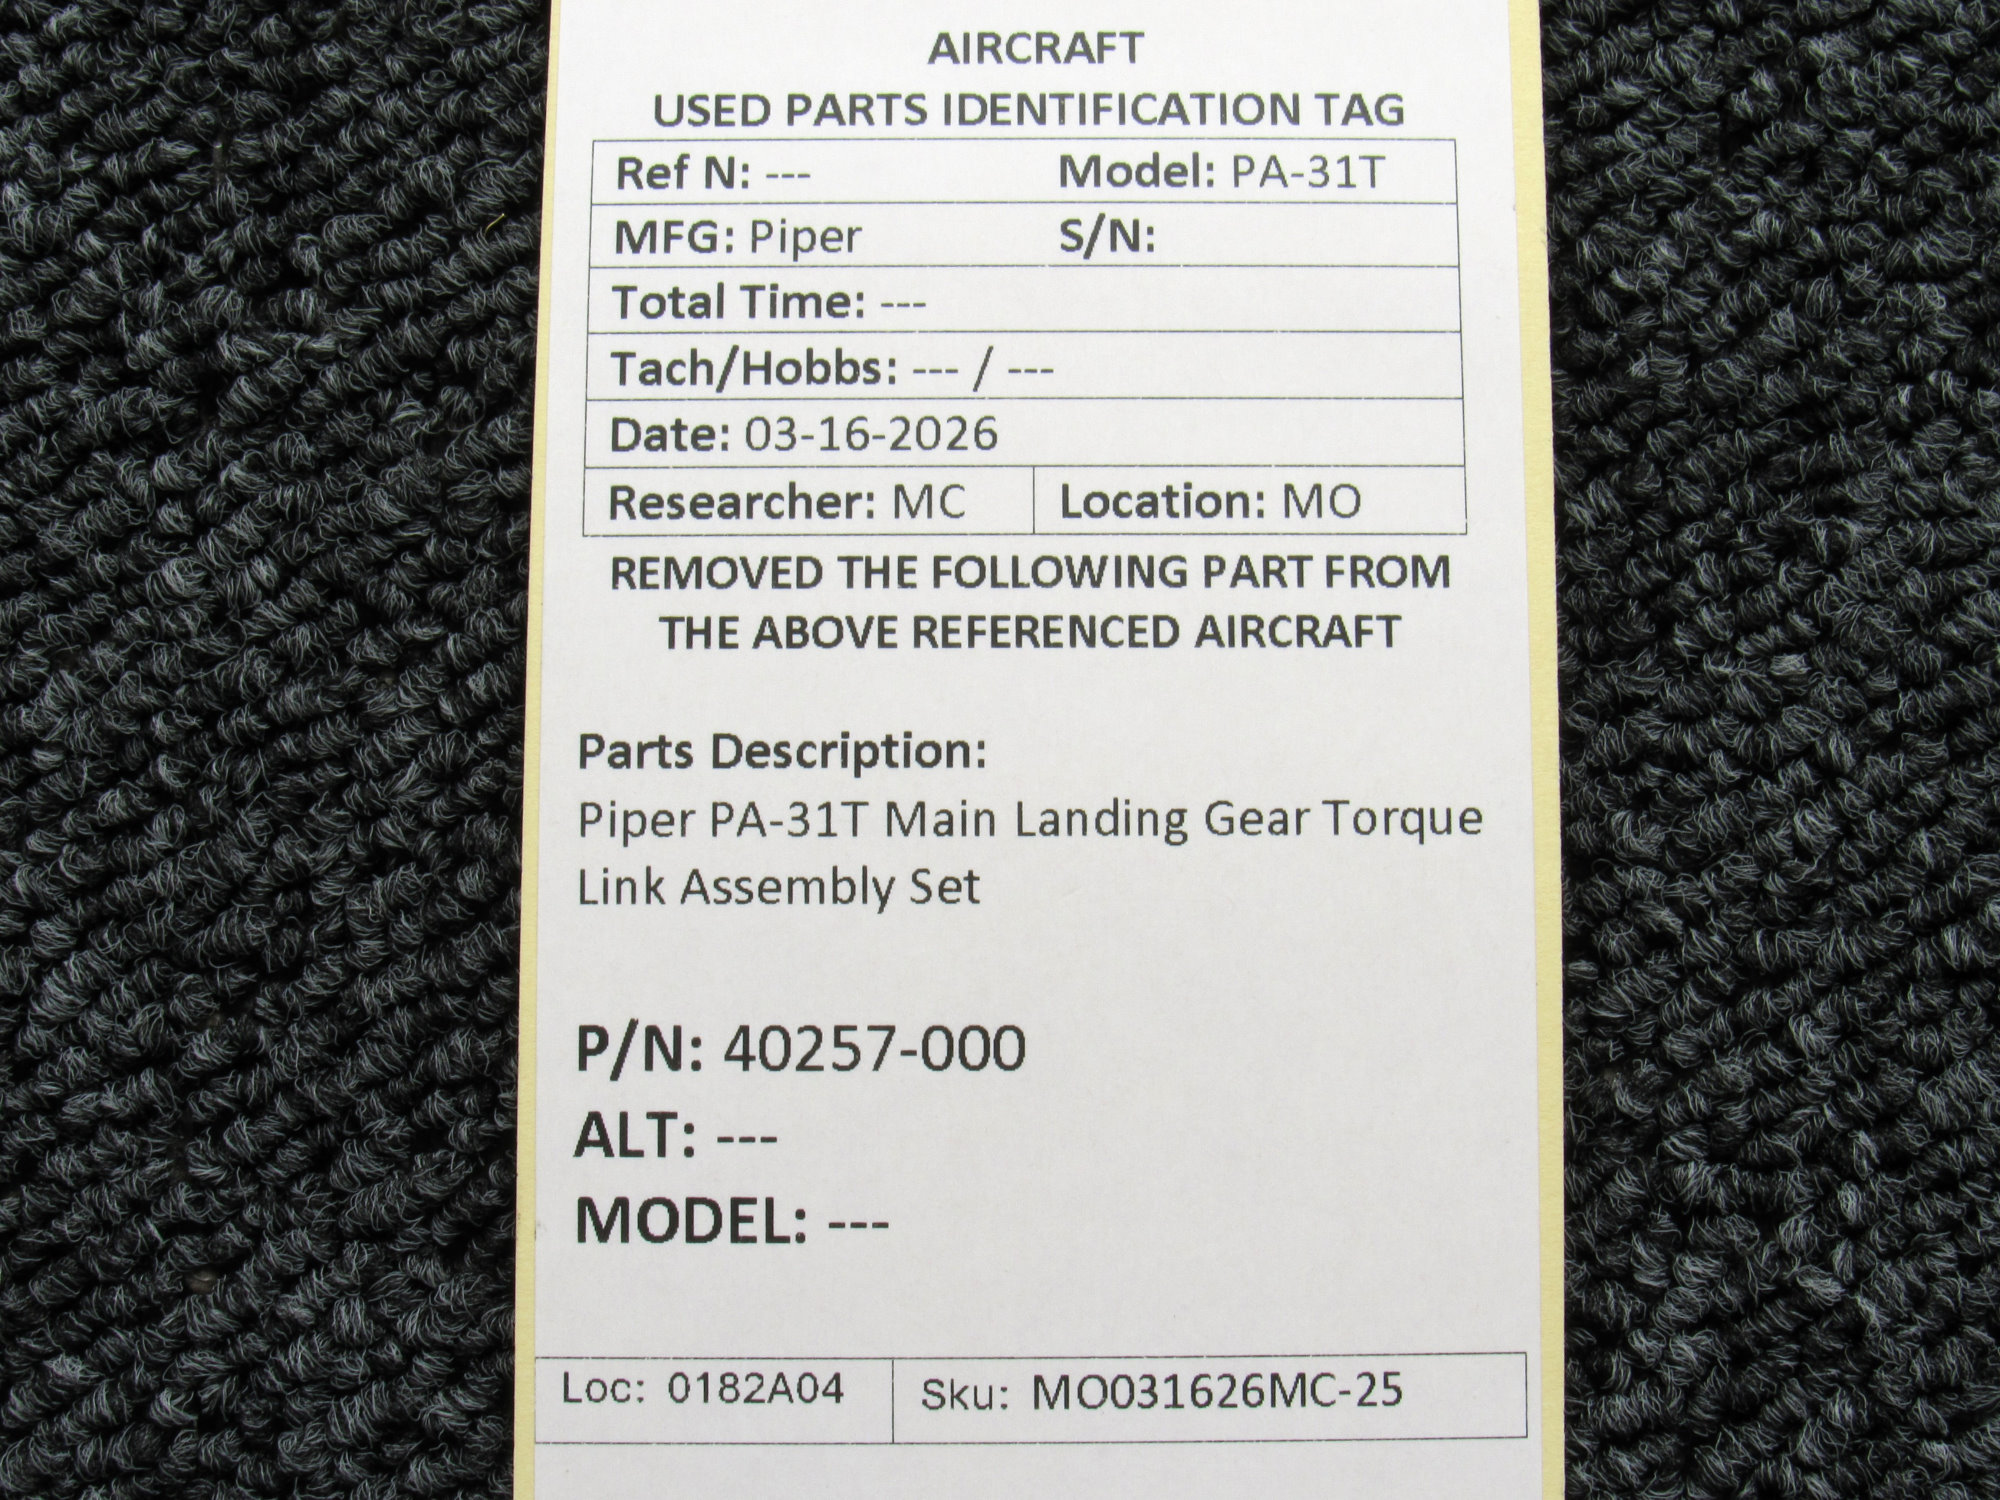 AIRCRAFT
USED PARTS IDENTIFICATION TAG
Ref N: --- Model: PA-31T
MFG: Piper S/N:
Total Time: ---
Tach/Hobbs: --- / ---
Date: 03-16-2026
Researcher: MC Location: MO
REMOVED THE FOLLOWING PART FROM
THE ABOVE REFERENCED AIRCRAFT
Parts Description:
Piper PA-31T Main Landing Gear Torque
Link Assembly Set
P/N: 40257-000
ALT: ---
MODEL: ---
Loc: 0182A04 Sku: MO031626MC-25